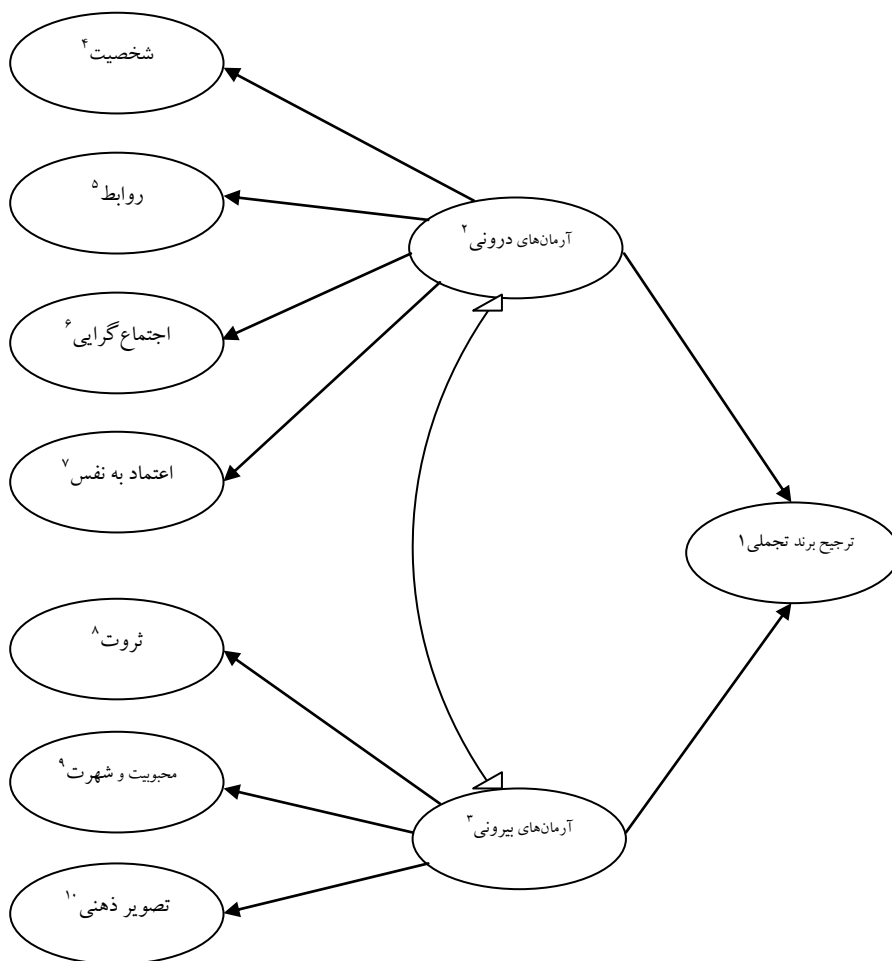 شخصیت۴
روابط۵
آرمان‌های درونی۲
اجتماع‌گرایی۶
اعتماد به نفس۷
ترجیح برند تجملی۱
ثروت۸
محبوبیت و شهرت۹
آرمان‌های بیرونی۳
تصویر ذهنی۱۰